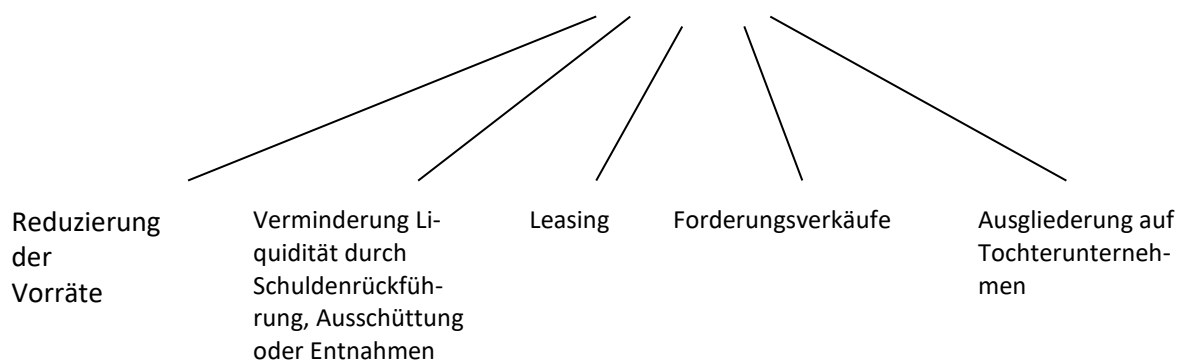 Reduzierung
der
Vorräte
Verminderung Li-
quidität durch
Schuldenrückfüh-
rung, Ausschüttung
oder Entnahmen
Leasing
Forderungsverkäufe
Ausgliederung auf
Tochterunterneh-
men